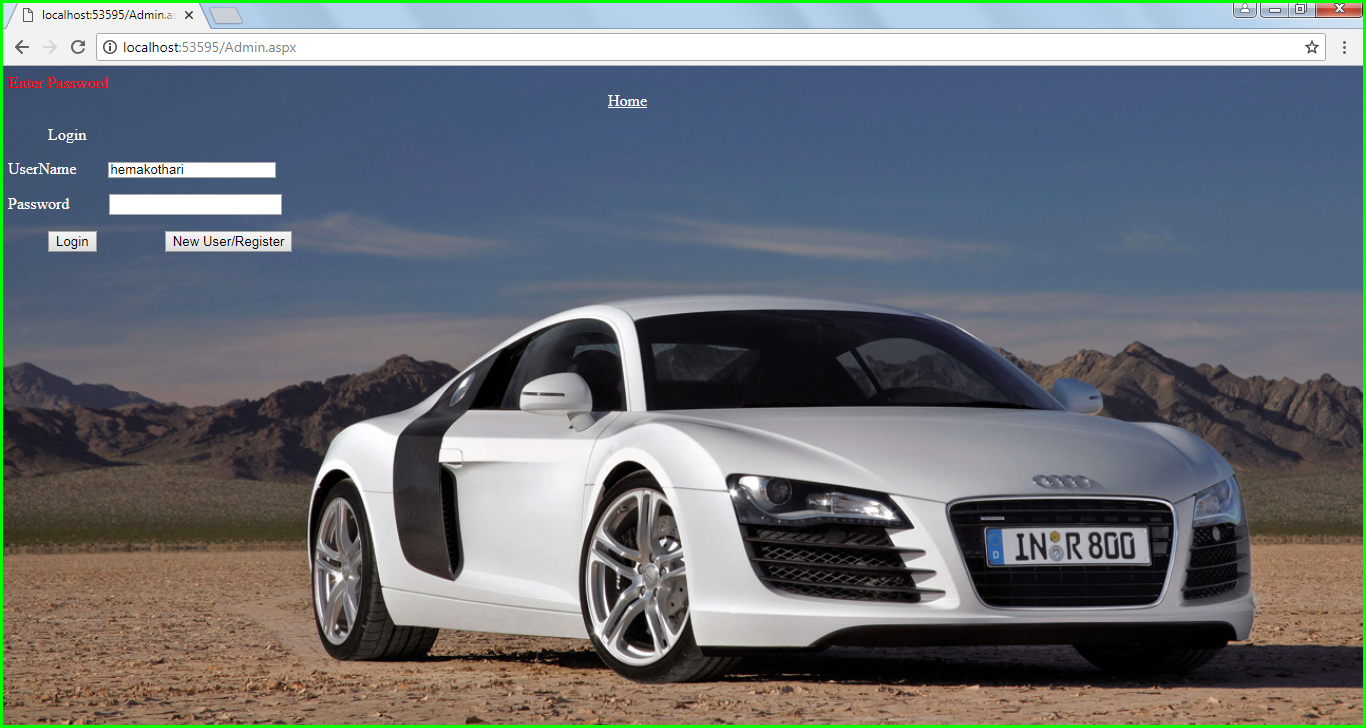 localhost:53595/Admin.as
localhost:53595/Admin.aspx
Enter Password
Home
Login
UserName hemakothari
Password
Login New User/Register
D IN R 800